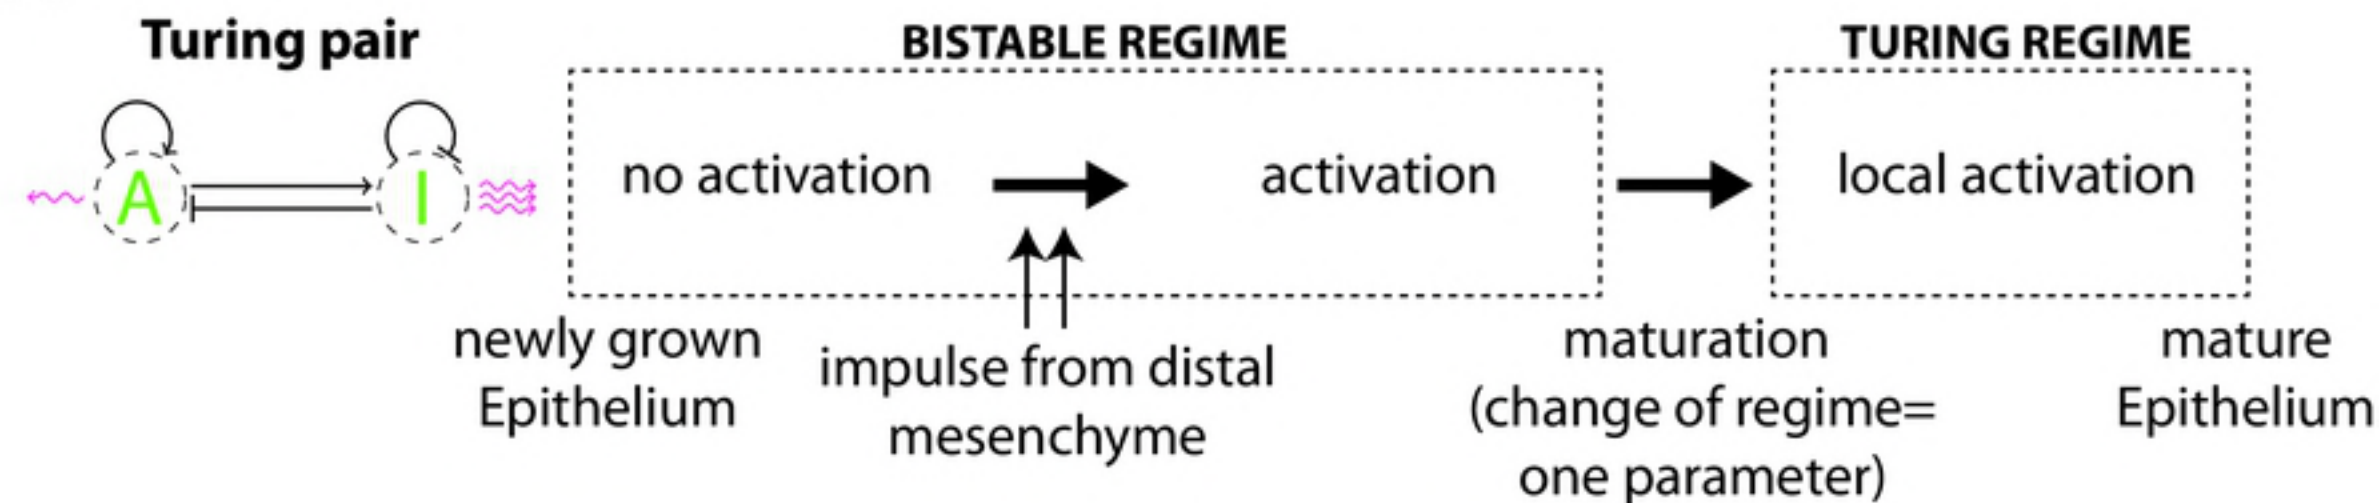 Turing pair
BISTABLE REGIME
TURING REGIME
A
I
no activation
activation
local activation
newly grown
Epithelium
impulse from distal
mesenchyme
maturation
(change of regime=
one parameter)
mature
Epithelium